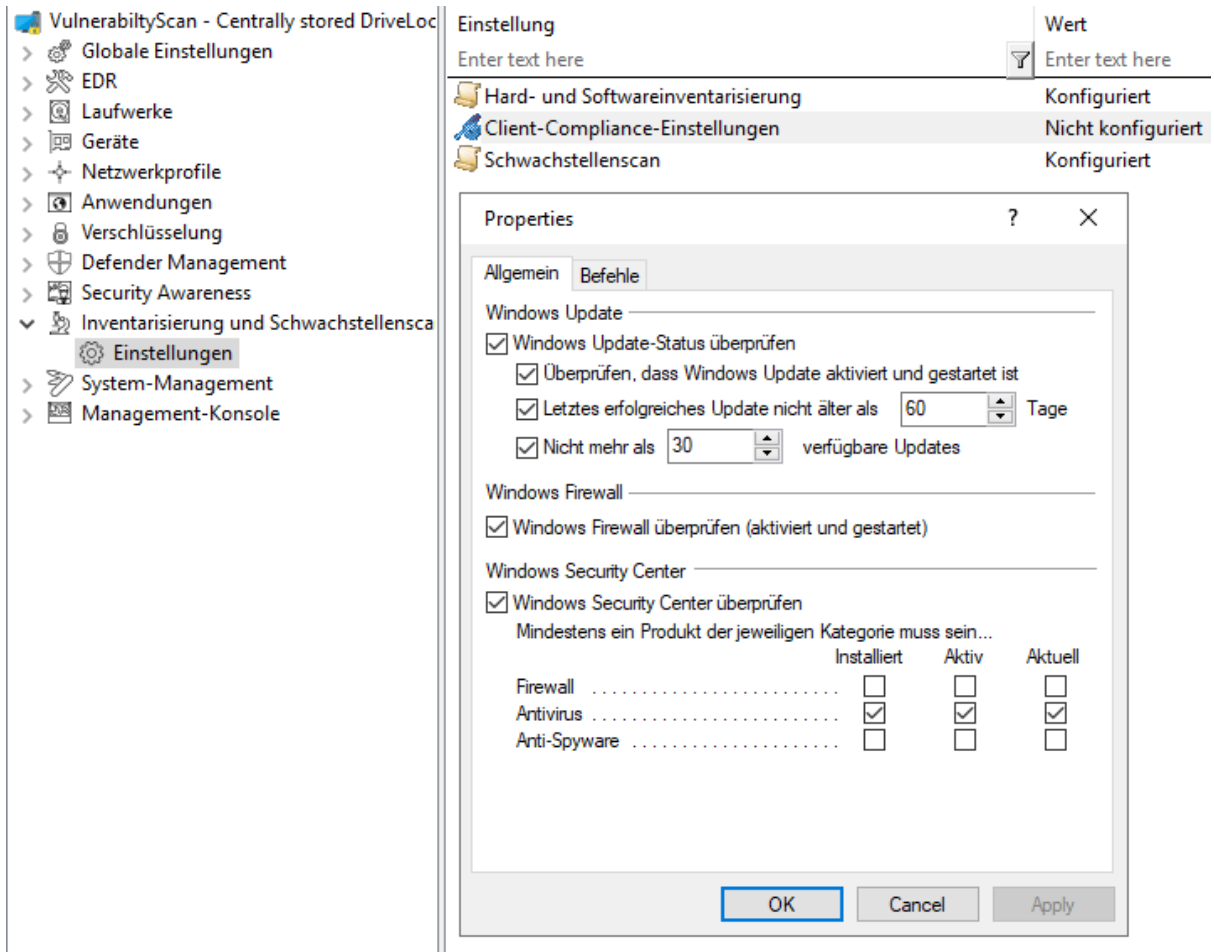 VulnerabiltyScan - Centrally stored DriveLoc
Globale Einstellungen
EDR
Laufwerke
Geräte
Netzwerkprofile
Anwendungen
Verschlüsselung
Defender Management
Security Awareness
Inventarisierung und Schwachstellensca
Einstellungen
System-Management
Management-Konsole
Einstellung Wert
Enter text here Enter text here
Hard- und Softwareinventarisierung Konfiguriert
Client-Compliance-Einstellungen Nicht konfiguriert
Schwachstellenscan Konfiguriert
Properties ?
Allgemein Befehle
Windows Update
Windows Update-Status überprüfen
Überprüfen, dass Windows Update aktiviert und gestartet ist
Letztes erfolgreiches Update nicht älter als 60 Tage
Nicht mehr als 30 verfügbare Updates
Windows Firewall
Windows Firewall überprüfen (aktiviert und gestartet)
Windows Security Center
Windows Security Center überprüfen
Mindestens ein Produkt der jeweiligen Kategorie muss sein...
Installiert Aktiv Aktuell
Firewall . . . . . . . . . . . . . . . . . . . . . . . . .
Antivirus . . . . . . . . . . . . . . . . . . . . . . . . .
Anti-Spyware . . . . . . . . . . . . . . . . . . . . .
OK Cancel Apply